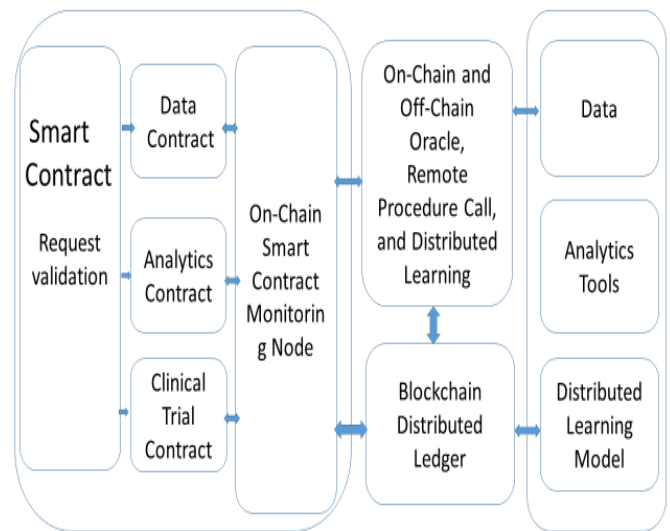 Smart
Contract
Request
validation
Data
Contract
Analytics
Contract
Clinical
Trial
Contract
On-Chain
Smart
Contract
Monitorin
g Node
On-Chain and
Off-Chain
Oracle,
Remote
Procedure Call,
and Distributed
Learning
Blockchain
Distributed
Ledger
Data
Analytics
Tools
Distributed
Learning
Model